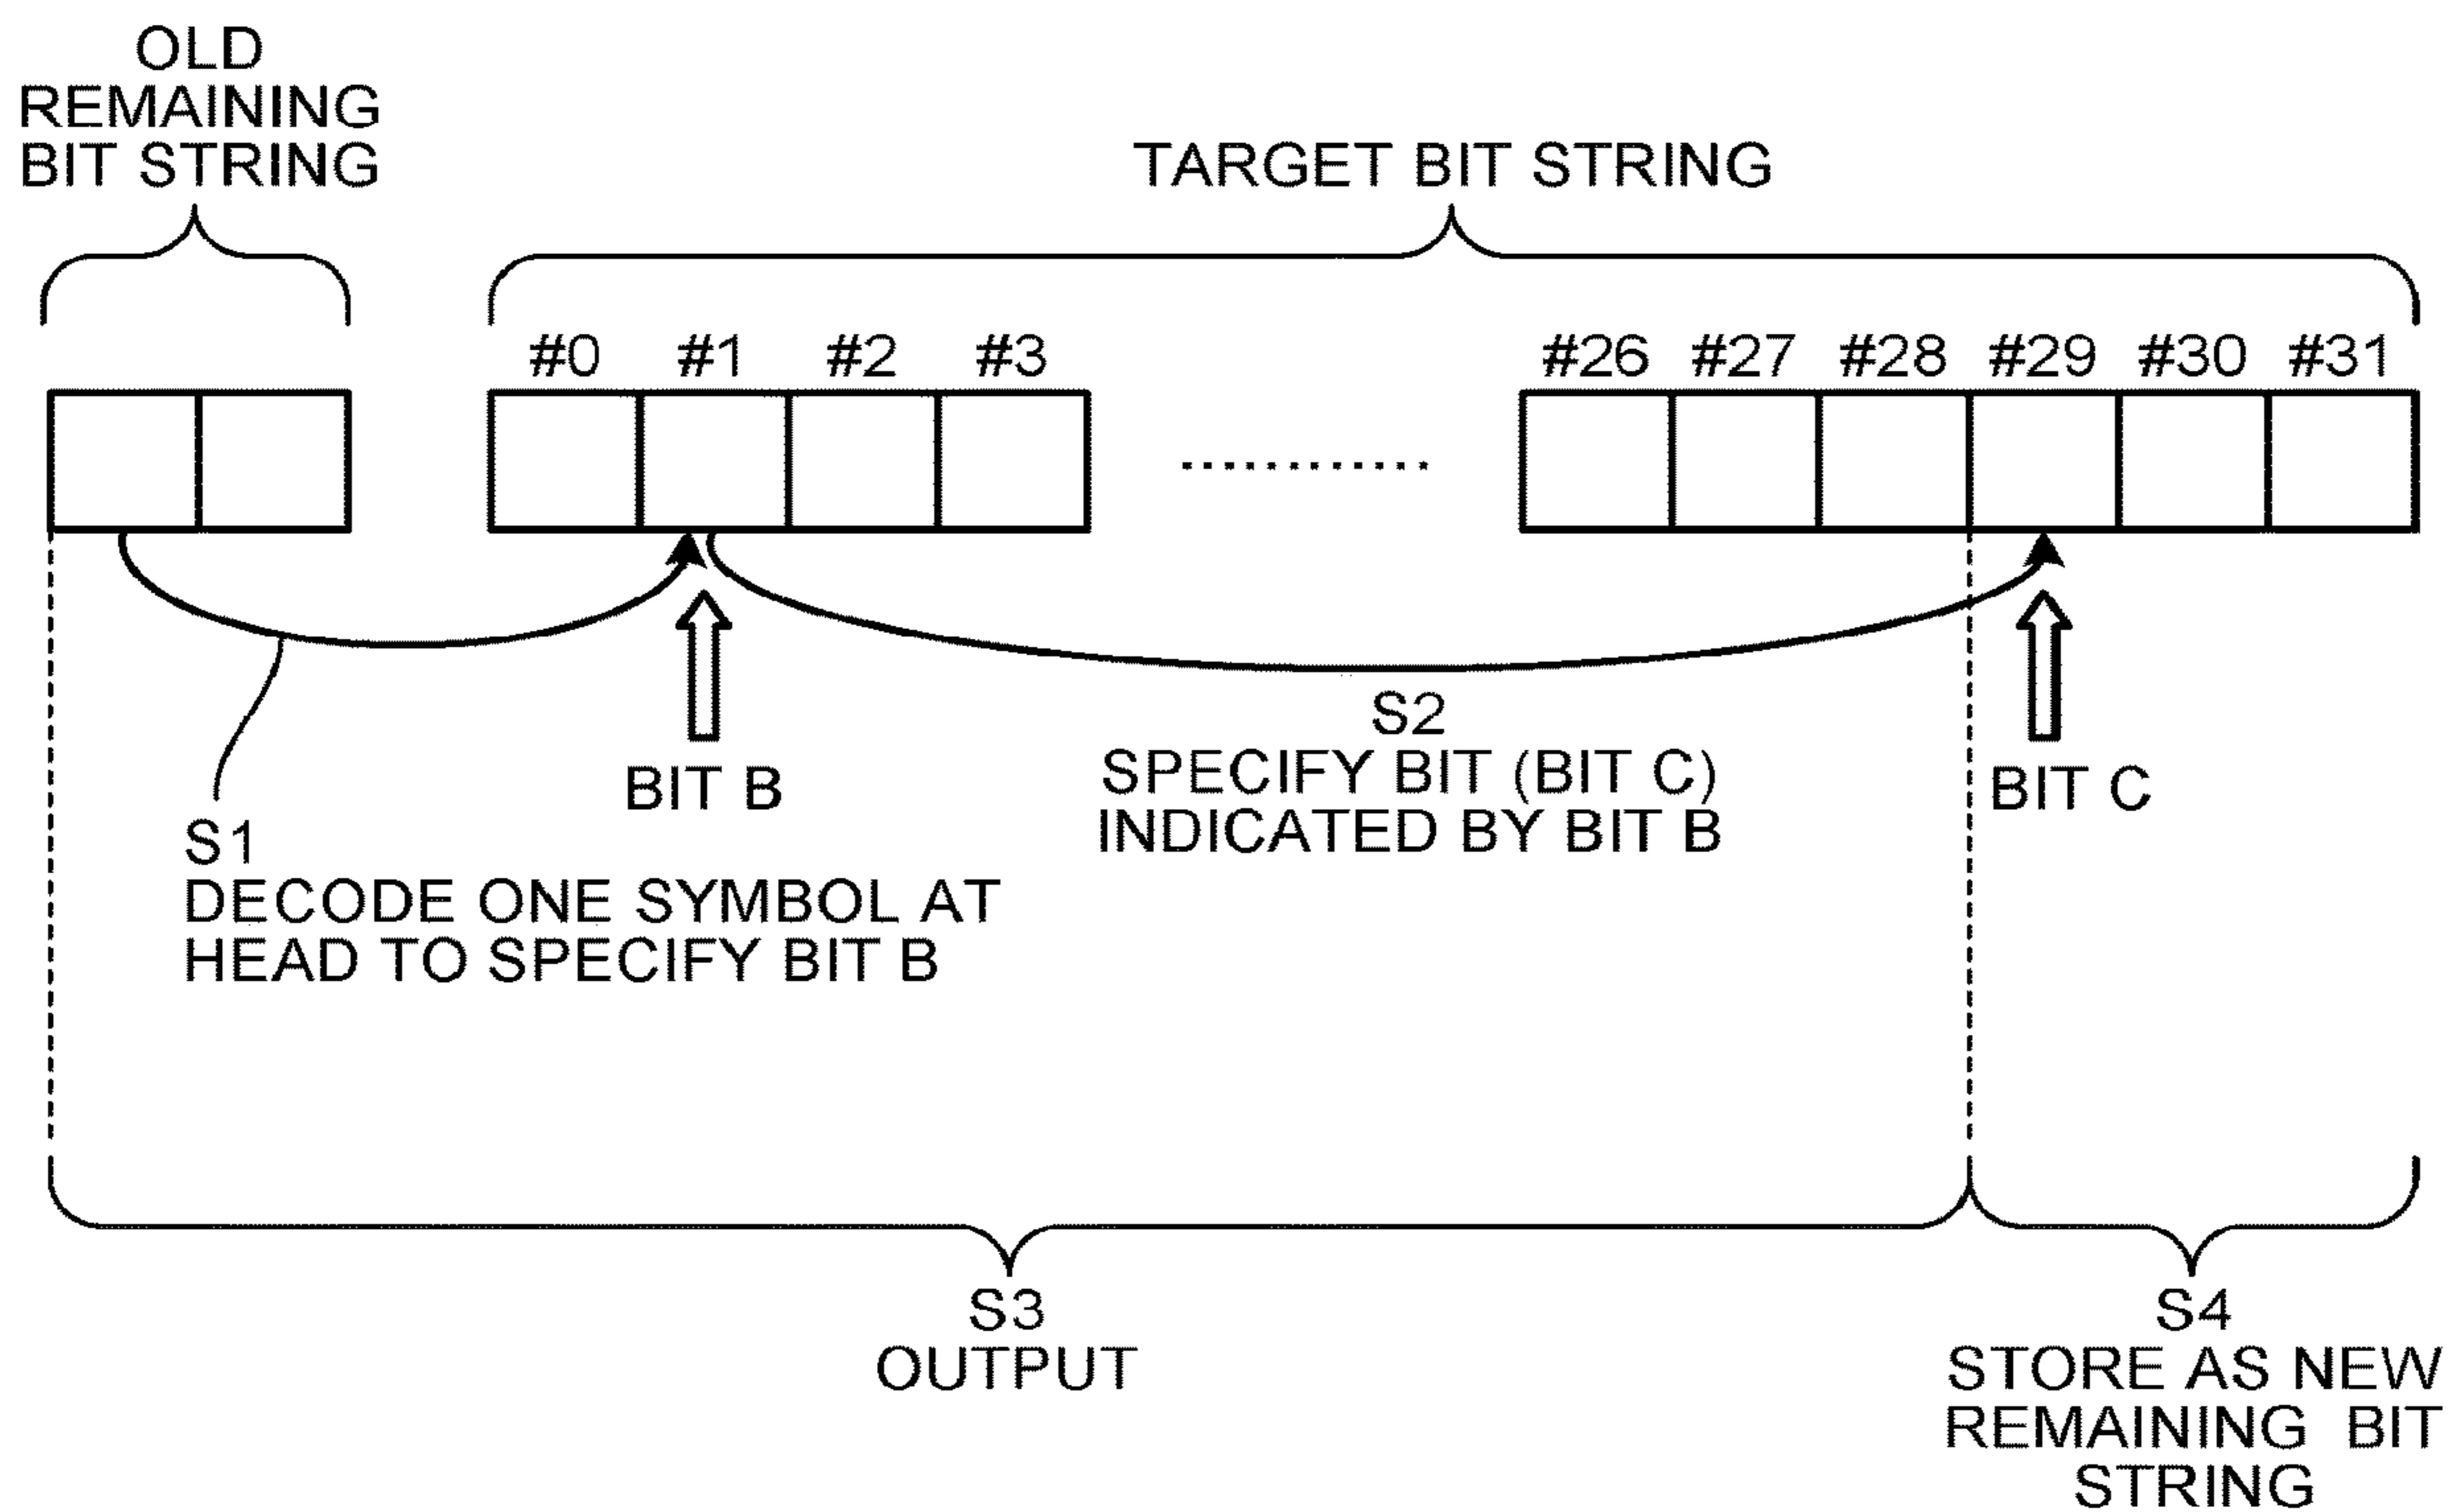 OLD
REMAINING
BIT STRING
TARGET BIT STRING
#0 #1 #2 #3 #26 #27 #28 #29 #30 #31
BIT B
S2
SPECIFY BIT (BIT C)
INDICATED BY BIT B
BIT C
S1
DECODE ONE SYMBOL AT
HEAD TO SPECIFY BIT B
S3
OUTPUT
S4
STORE AS NEW
REMAINING BIT
STRING